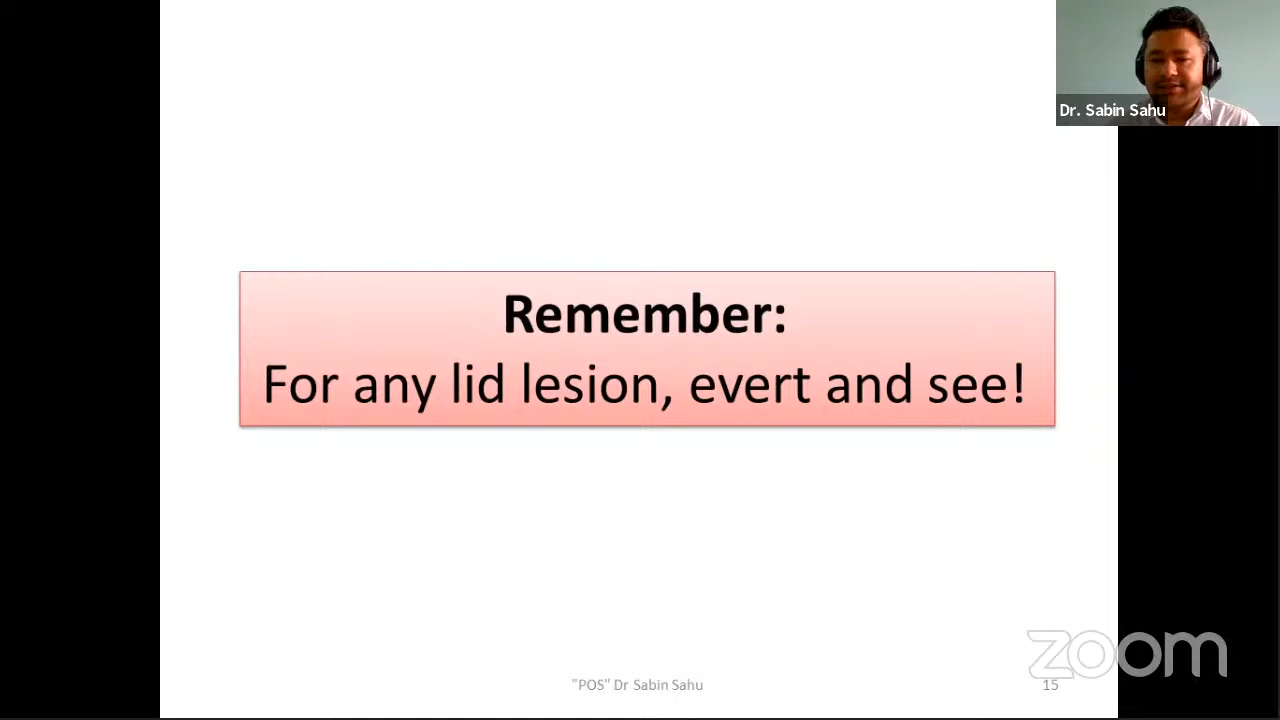 Dr. Sabin Sahu
Remember:
For any lid lesion, evert and see!
zoom
"POS" Dr Sabin Sahu
15